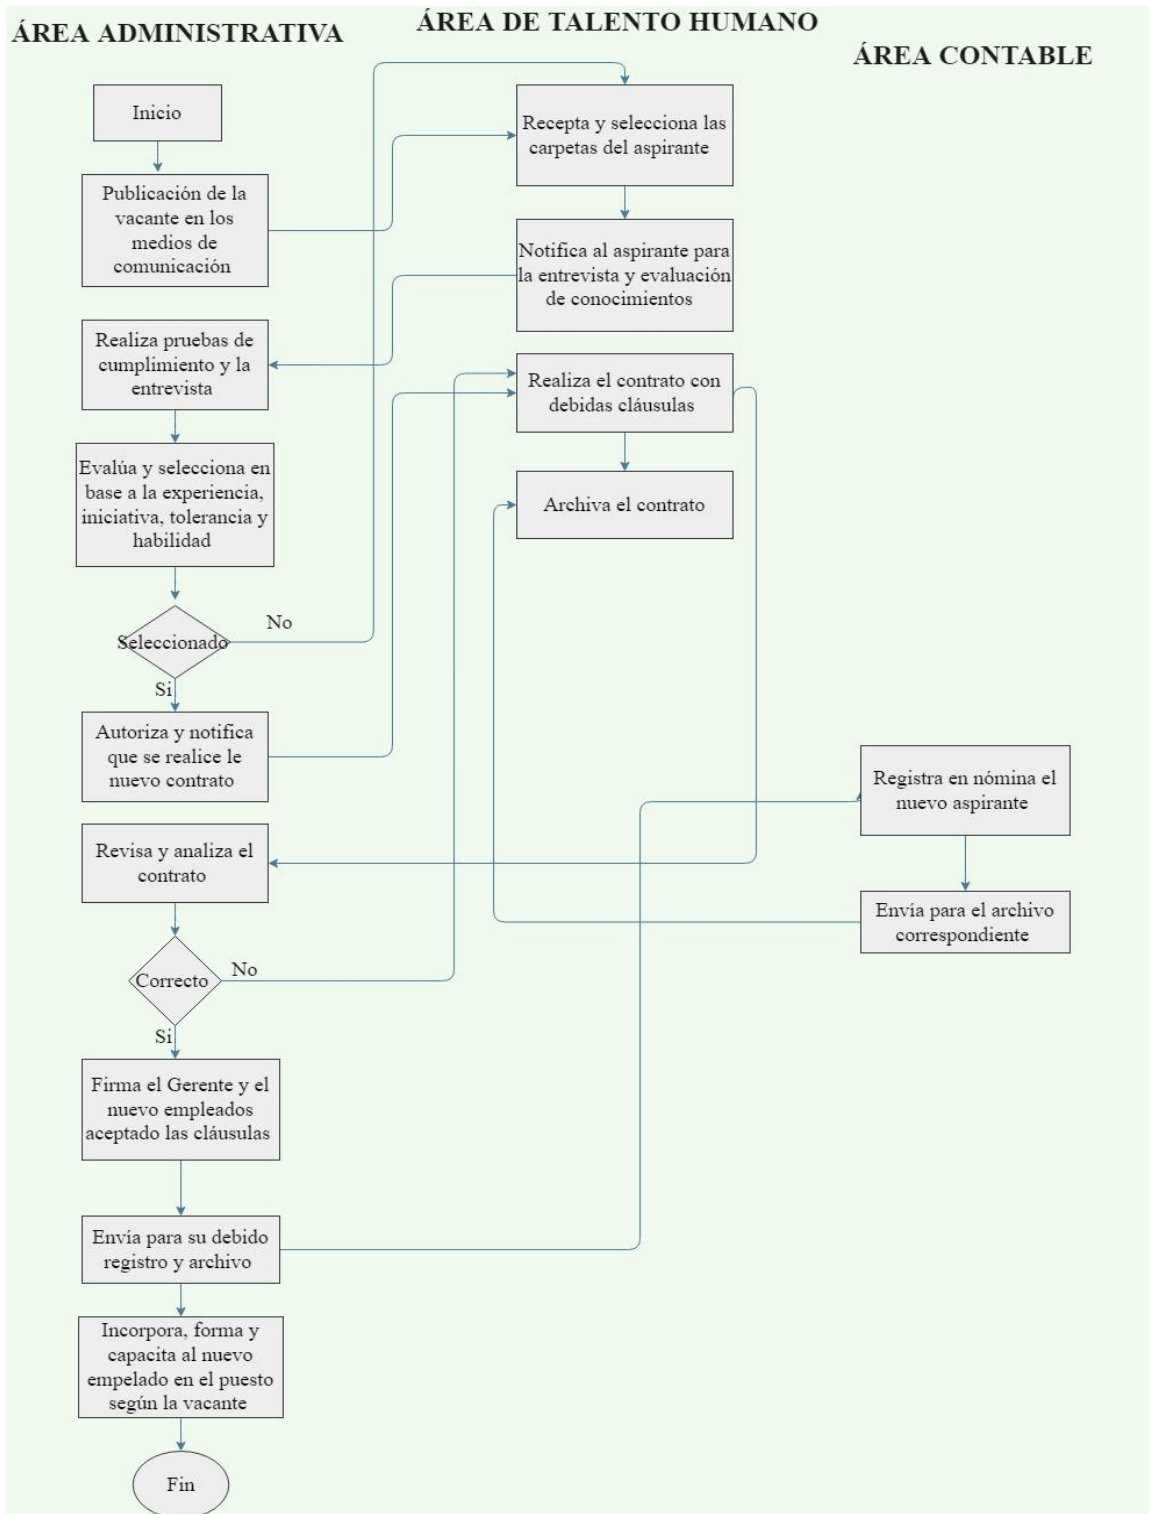 ÁREA ADMINISTRATIVA
ÁREA DE TALENTO HUMANO
ÁREA CONTABLE
Inicio
Publicación de la
vacante en los
medios de
comunicación
Recepta y selecciona las
carpetas del aspirante
Notifica al aspirante para
la entrevista y evaluación
de conocimientos
Realiza pruebas de
cumplimiento y la
entrevista
Evalúa y selecciona en
base a la experiencia,
iniciativa, tolerancia y
habilidad
Seleccionado
No
Si
Autoriza y notifica
que se realice le
nuevo contrato
Realiza el contrato con
debidas cláusulas
Archiva el contrato
Revisa y analiza el
contrato
Correcto
No
Si
Firma el Gerente y el
nuevo empleados
aceptado las cláusulas
Envía para su debido
registro y archivo
Registra en nómina el
nuevo aspirante
Envía para el archivo
correspondiente
Incorpora, forma y
capacita al nuevo
empelado en el puesto
según la vacante
Fin